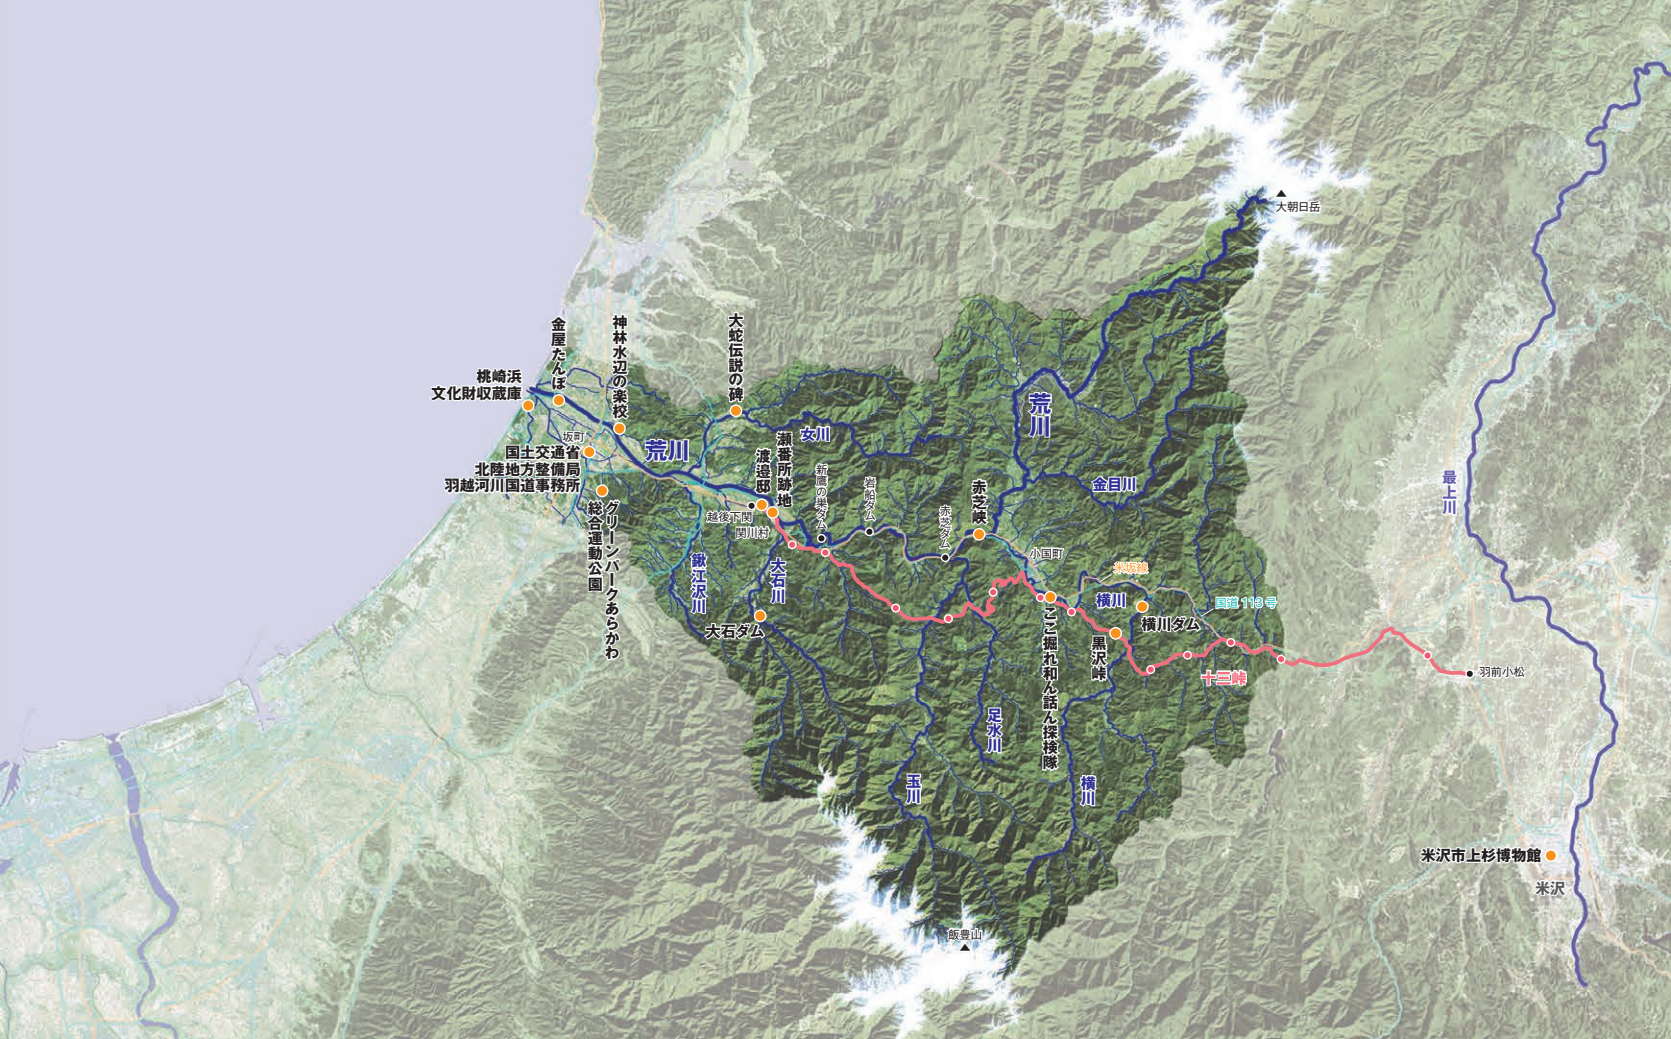 大朝日岳
金屋たんぼ
神林水辺の楽校
大蛇伝説の碑
桃崎浜
文化財収蔵庫
坂町
国土交通省
北陸地方整備局
羽越河川国道事務所
グリーンパークあらかわ
総合運動公園
荒川
女川
荒川
渡邉邸
瀬番所跡地
新鷹の巣ダム
岩船ダム
赤芝ダム
赤芝峡
金目川
最上川
越後下関
関川村
小国町
米坂線
国道113号
鍬江沢川
大石川
大石ダム
横川
横川ダム
ここ掘れ和ん話ん探検隊
黒沢峠
十三峠
羽前小松
足水川
玉川
横川
飯豊山
米沢市上杉博物館
米沢